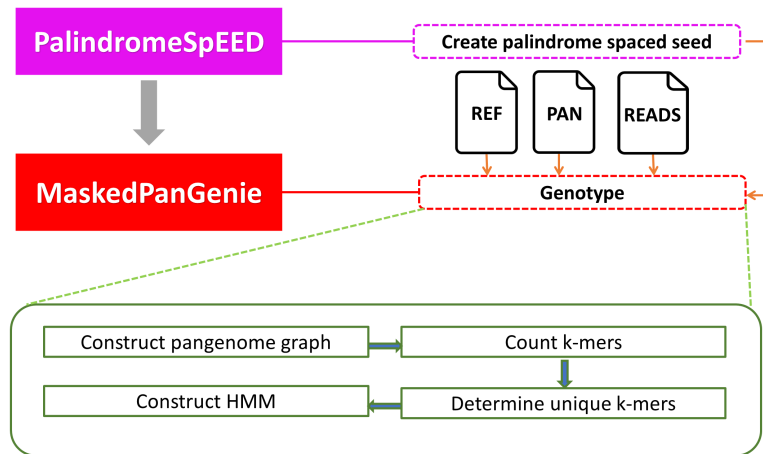 PalindromeSpEED
Create palindrome spaced seed
REF
PAN
READS
MaskedPanGenie
Genotype
Construct pangenome graph
Count k-mers
Construct HMM
Determine unique k-mers